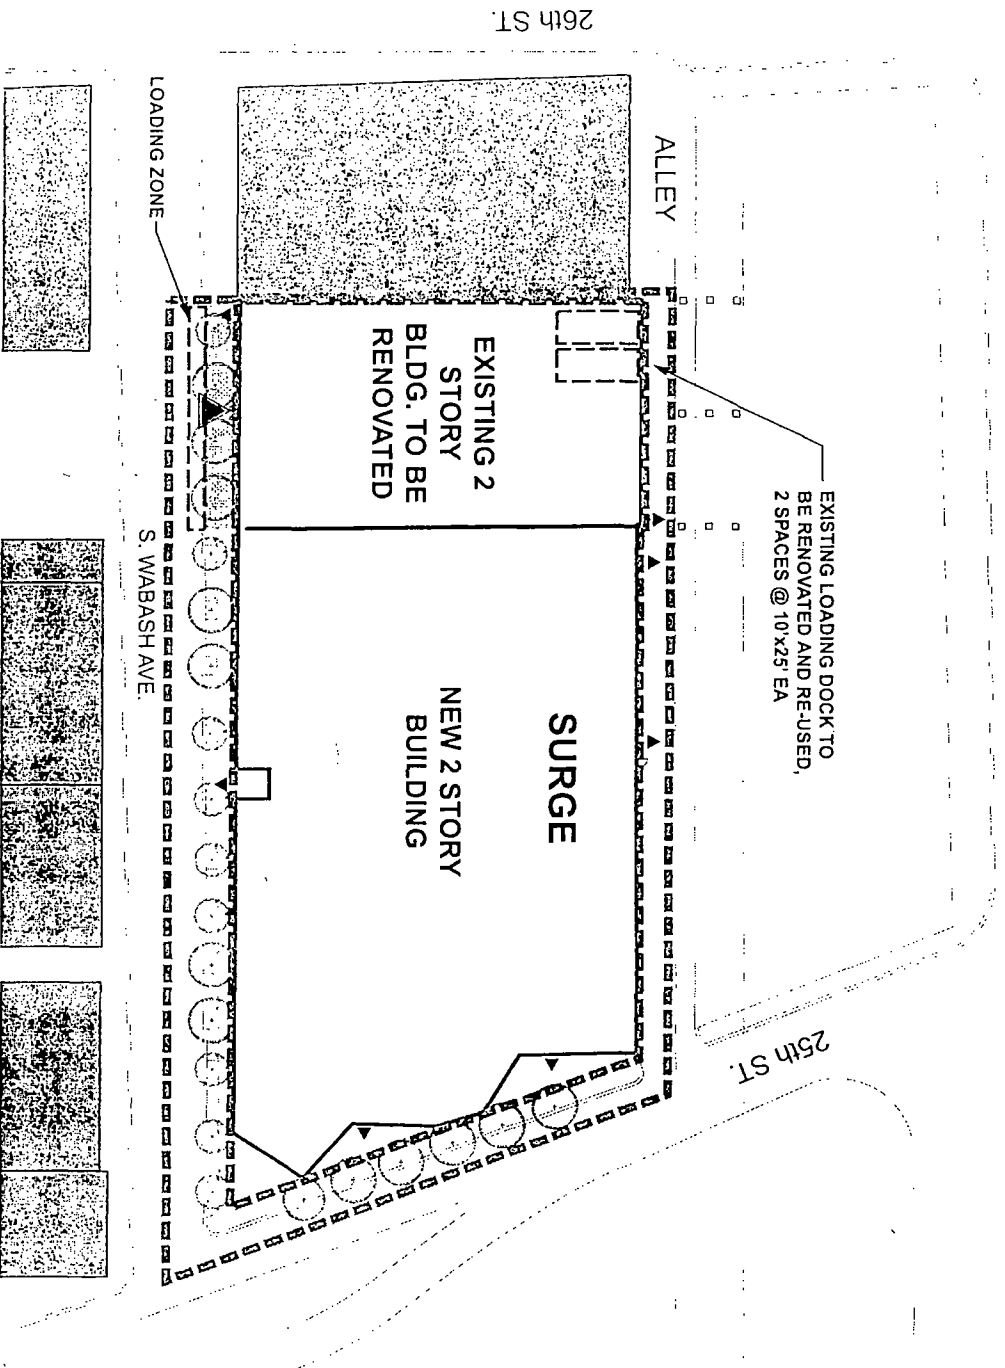 26th ST.
ALLEY
LOADING ZONE
EXISTING 2
STORY
BLDG. TO BE
RENOVATED
EXISTING LOADING DOCK TO
BE RENOVATED AND RE-USED,
2 SPACES @ 10'x25' EA
S. WABASH AVE.
SURGE
NEW 2 STORY
BUILDING
25th ST.